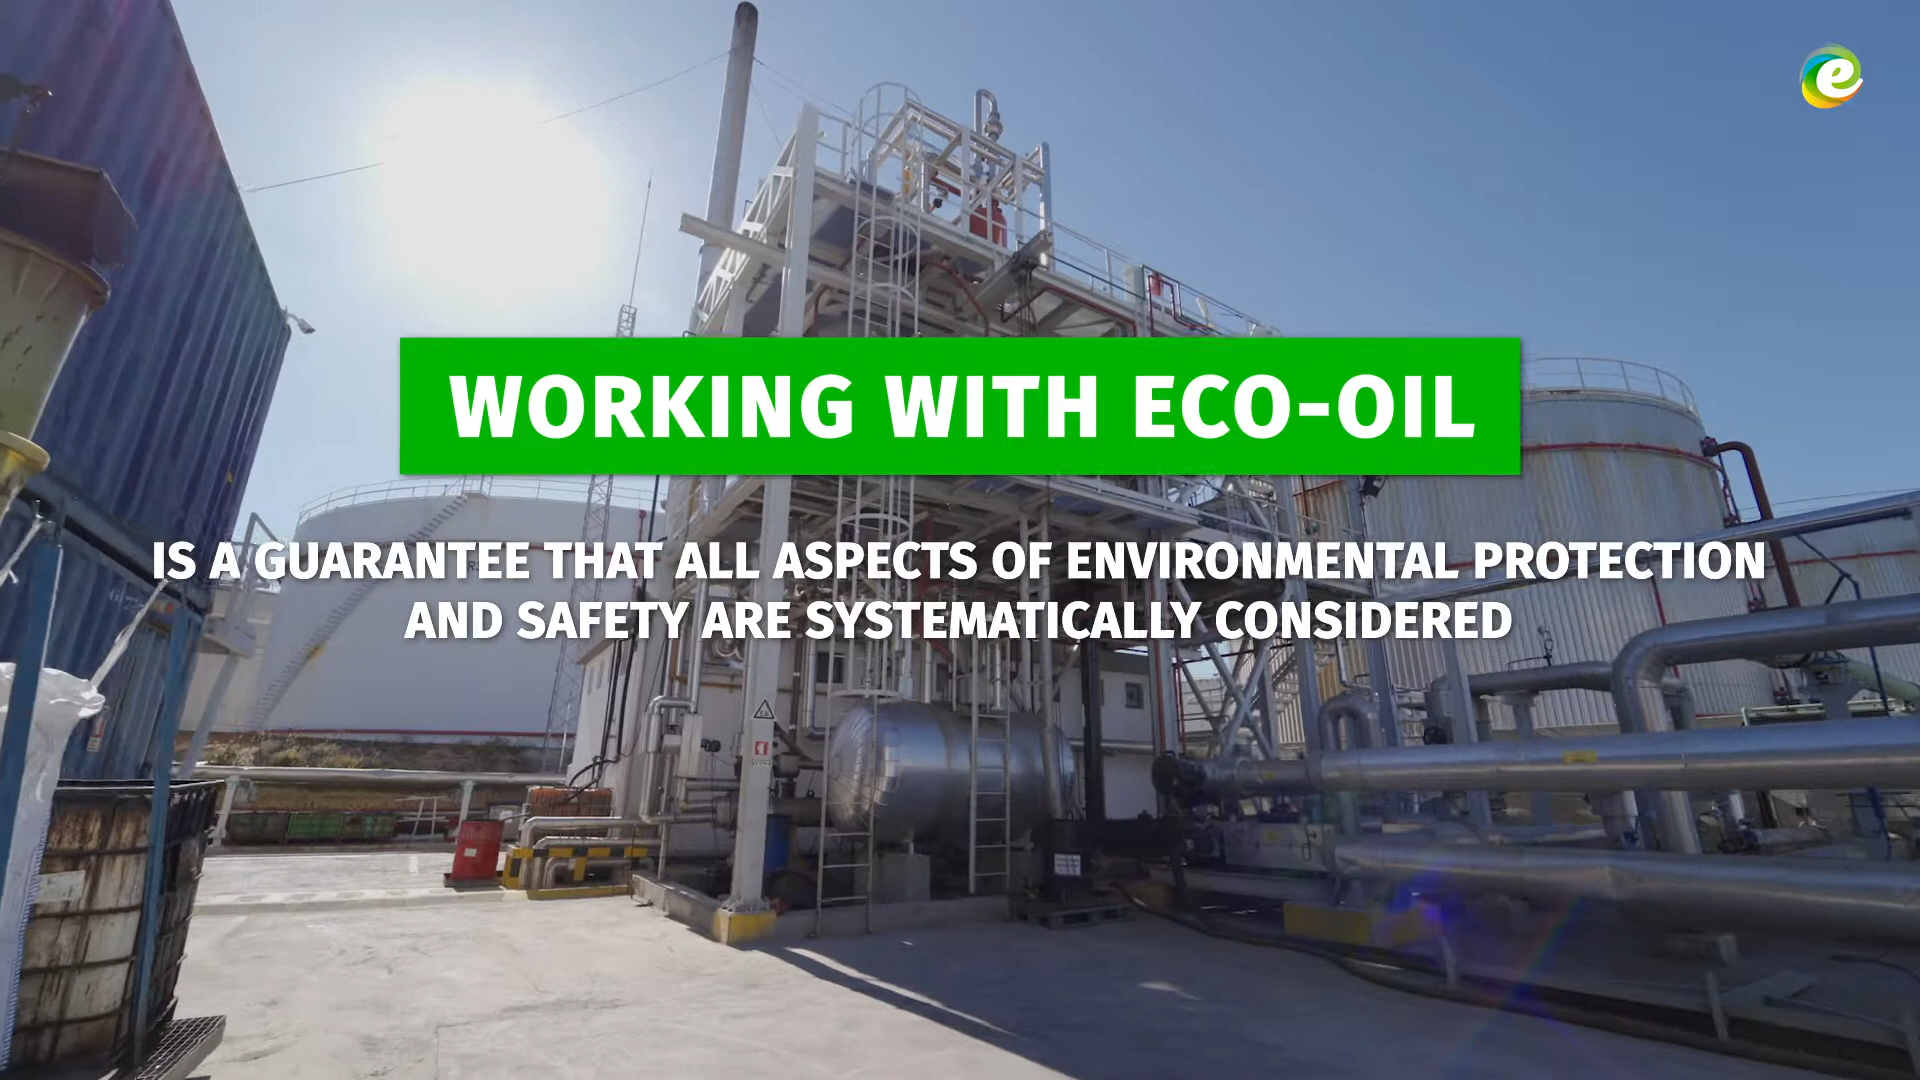 WORKING WITH ECO-OIL
IS A GUARANTEE THAT ALL ASPECTS OF ENVIRONMENTAL PROTECTION
AND SAFETY ARE SYSTEMATICALLY CONSIDERED
e